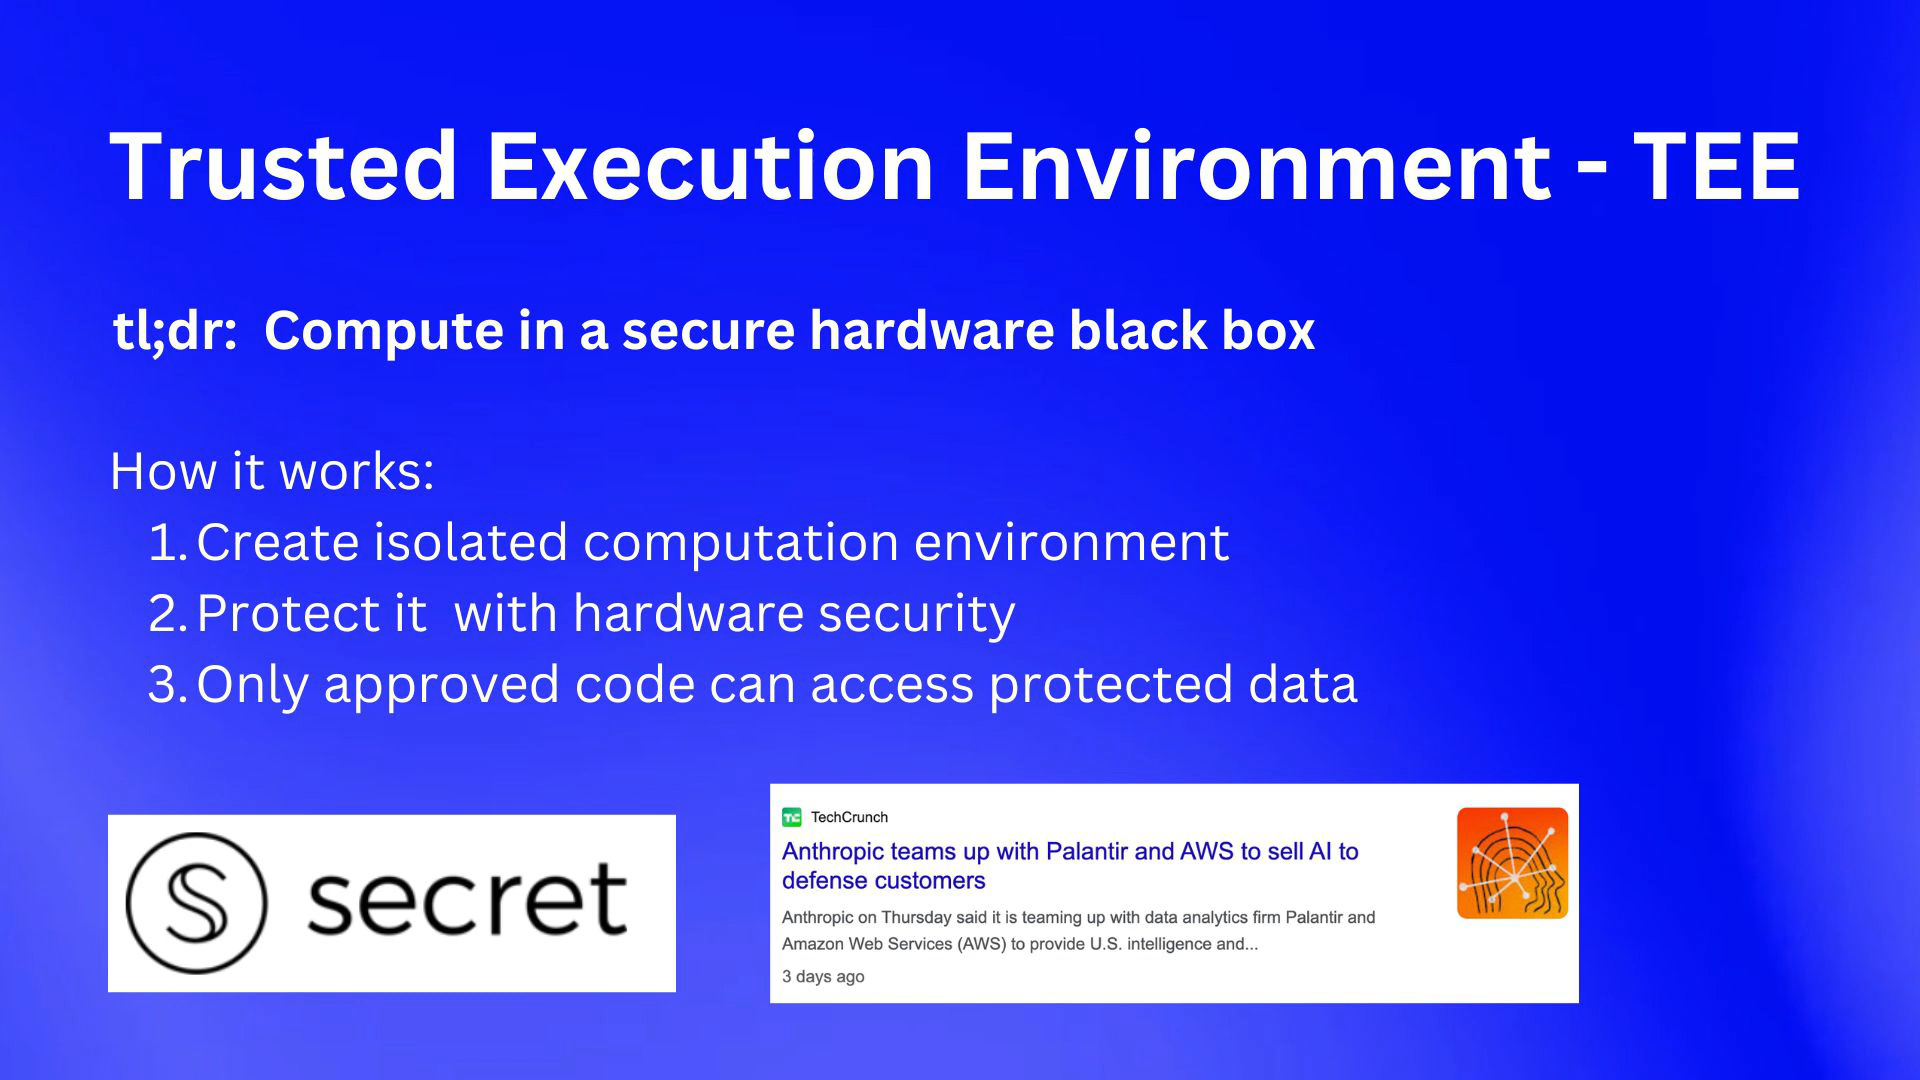 Trusted Execution Environment - TEE
tl;dr:  Compute in a secure hardware black box
How it works:
1. Create isolated computation environment
2. Protect it  with hardware security
3. Only approved code can access protected data
secret
TechCrunch
Anthropic teams up with Palantir and AWS to sell AI to
defense customers
Anthropic on Thursday said it is teaming up with data analytics firm Palantir and
Amazon Web Services (AWS) to provide U.S. intelligence and...
3 days ago